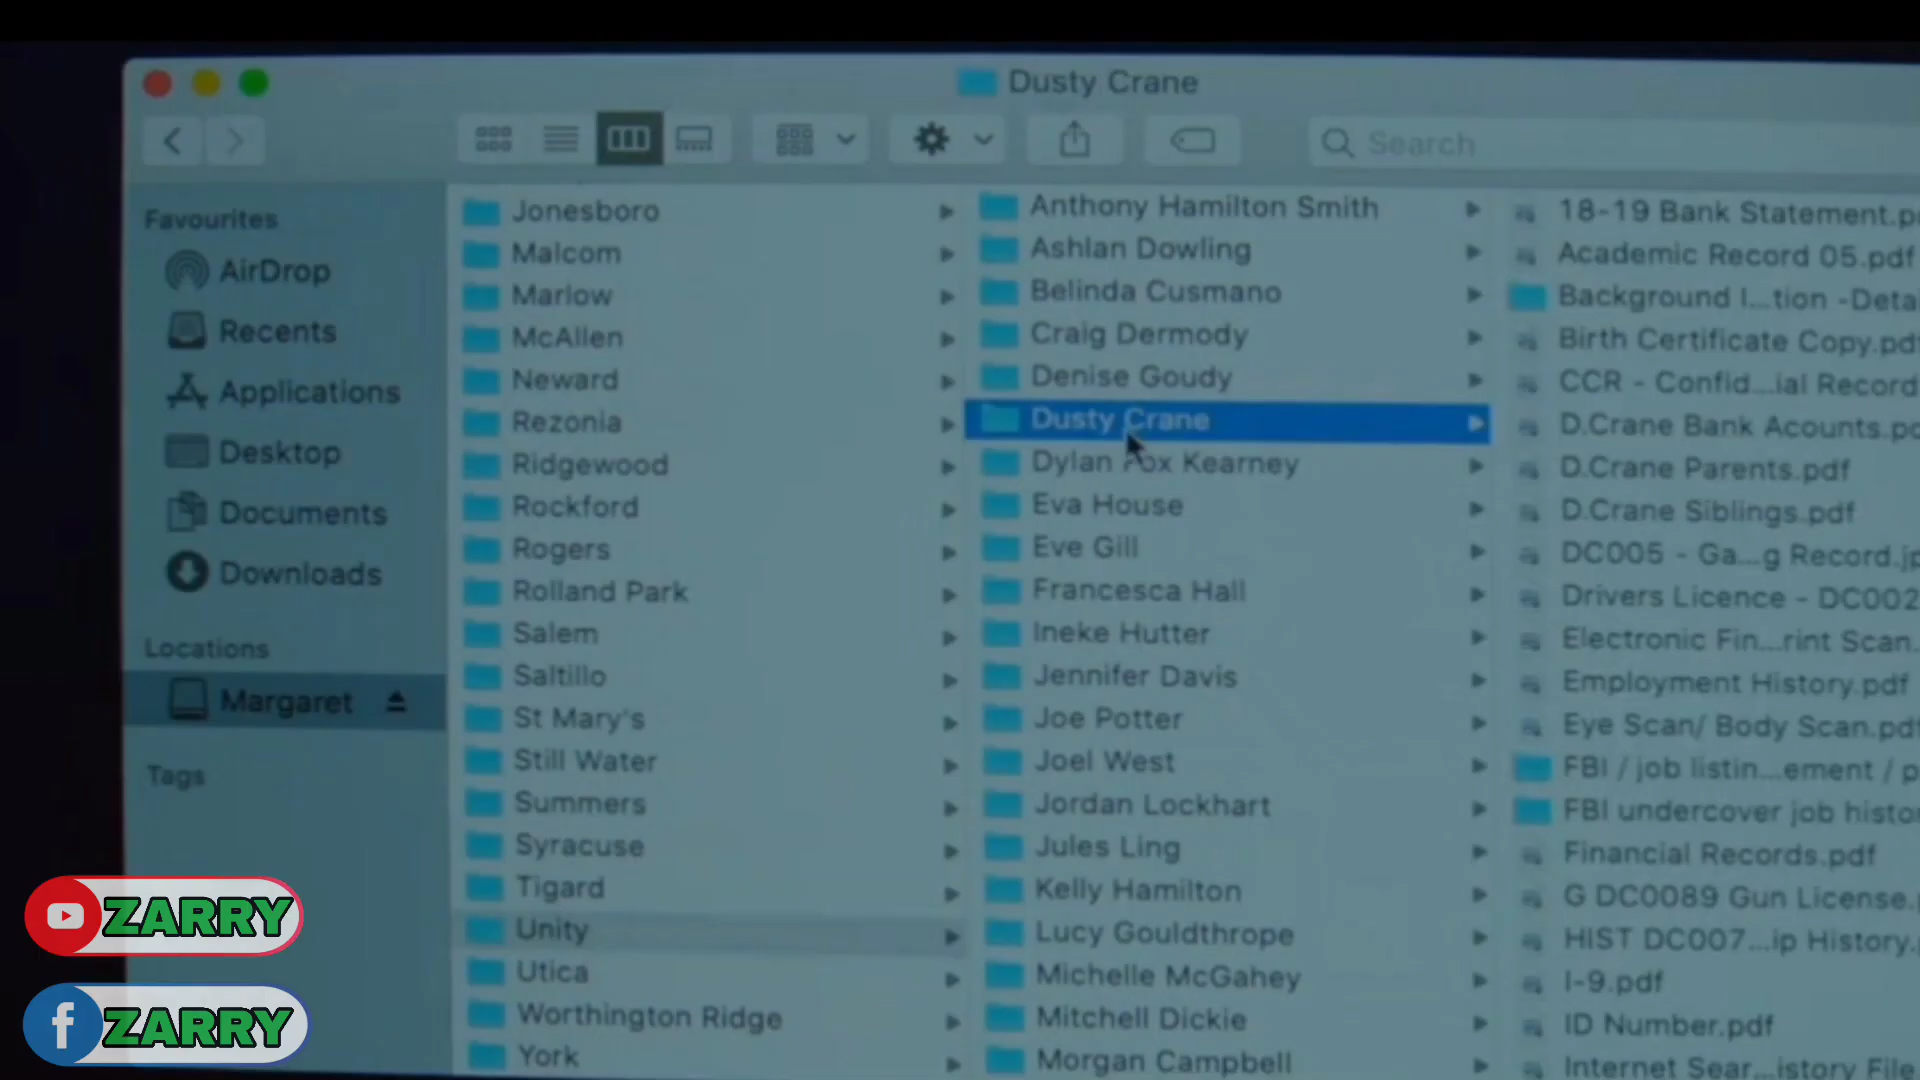 Dusty Crane
Search
Favourites
AirDrop
Recents
Applications
Desktop
Documents
Downloads
Locations
Margaret
Tags
Jonesboro
Malcom
Marlow
McAllen
Neward
Rezonia
Ridgewood
Rockford
Rogers
Rolland Park
Salem
Saltillo
St Mary's
Still Water
Summers
Syracuse
Tigard
Unity
Utica
Worthington Ridge
York
Anthony Hamilton Smith
Ashlan Dowling
Belinda Cusmano
Craig Dermody
Denise Goudy
Dusty Crane
Dylan Fox Kearney
Eva House
Eve Gill
Francesca Hall
Ineke Hutter
Jennifer Davis
Joe Potter
Joel West
Jordan Lockhart
Jules Ling
Kelly Hamilton
Lucy Gouldthrope
Michelle McGahey
Mitchell Dickie
Morgan Campbell
18-19 Bank Statement.p
Academic Record 05.pdf
Background I...tion -Deta
Birth Certificate Copy.pdf
CCR - Confid...ial Record
D.Crane Bank Acounts.p
D.Crane Parents.pdf
D.Crane Siblings.pdf
DC005 - Ga...g Record.jp
Drivers Licence - DC002
Electronic Fin...rint Scan.
Employment History.pdf
Eye Scan/ Body Scan.pdf
FBI / job listin...ement / p
FBI undercover job histo
Financial Records.pdf
G DC0089 Gun License.
HIST DC007...ip History.
I-9.pdf
ID Number.pdf
Internet Sear...istory File
ZARRY
ZARRY